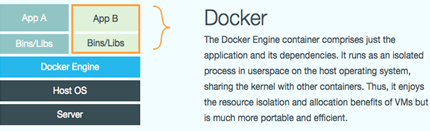 App A
App B
Bins/Libs
Bins/Libs
Docker Engine
Host OS
Server
Docker
The Docker Engine container comprises just the
application and its dependencies. It runs as an isolated
process in userspace on the host operating system,
sharing the kernel with other containers. Thus, it enjoys
the resource isolation and allocation benefits of VMs but
is much more portable and efficient.